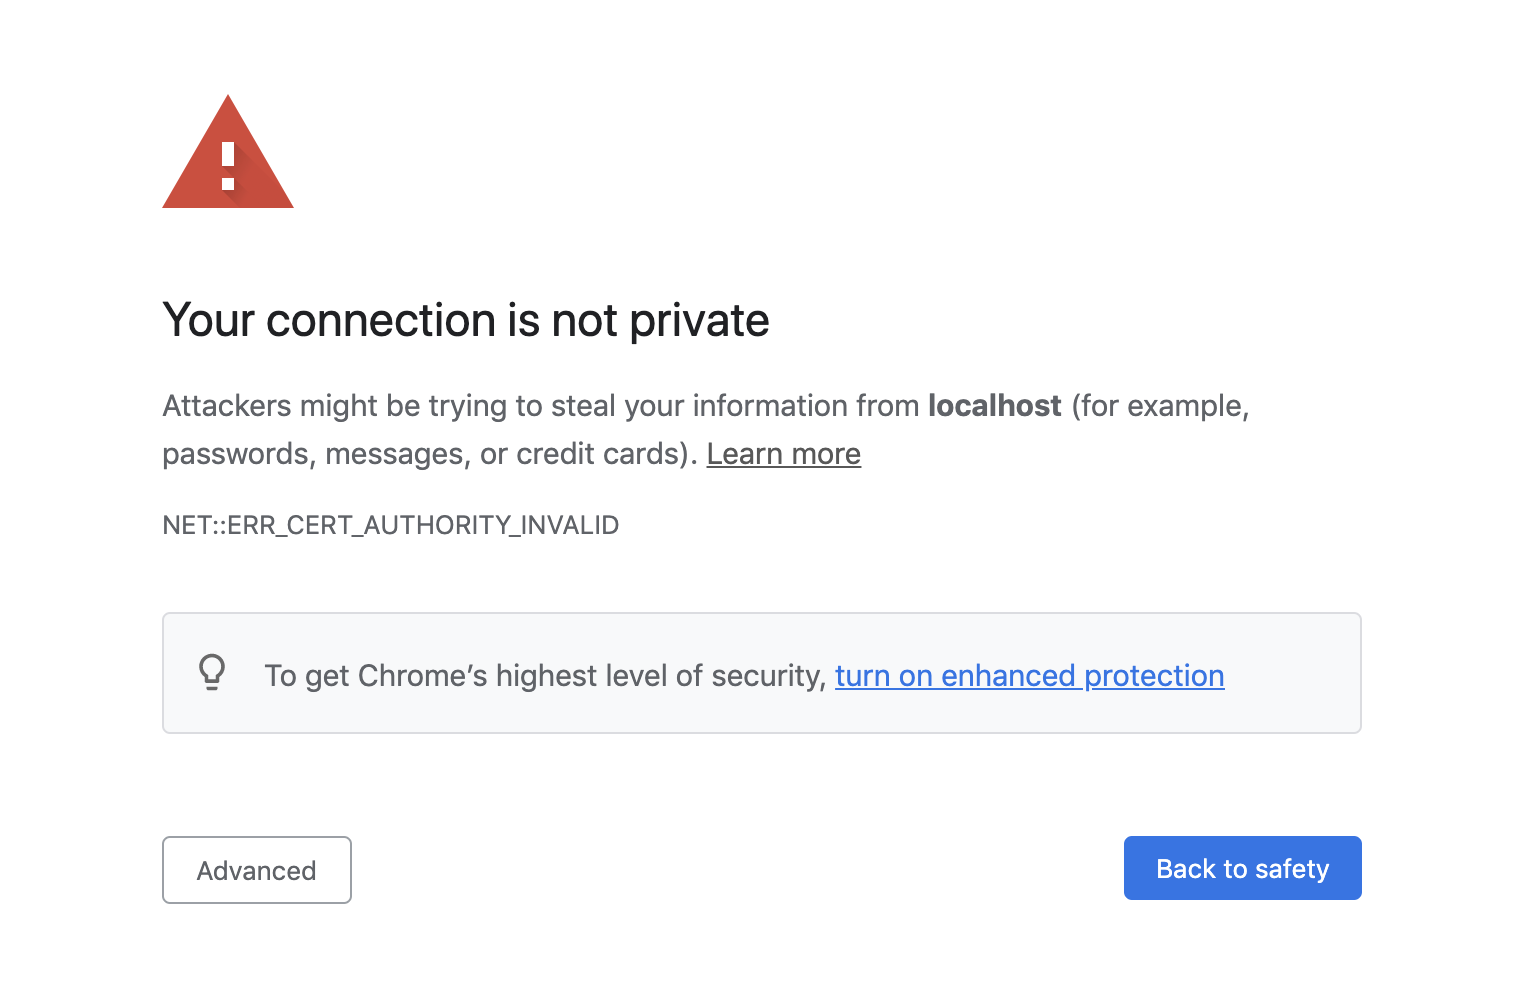 Your connection is not private
Attackers might be trying to steal your information from localhost (for example,
passwords, messages, or credit cards). Learn more
NET::ERR_CERT_AUTHORITY_INVALID
To get Chrome’s highest level of security, turn on enhanced protection
Advanced
Back to safety